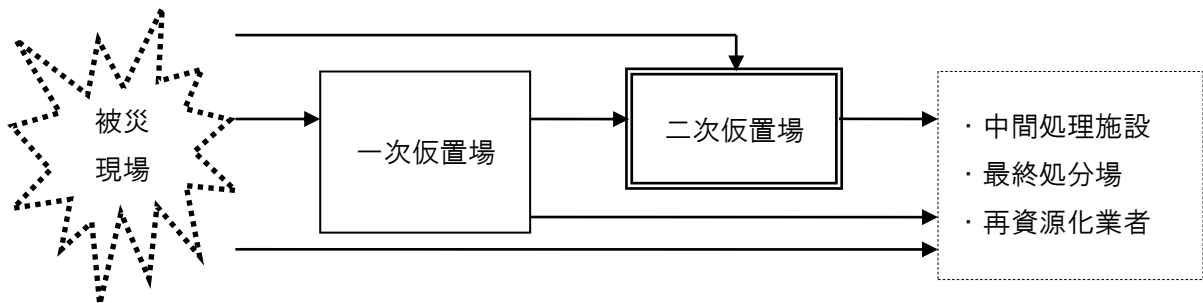 被災
現場
一次仮置場
二次仮置場
・中間処理施設
・最終処分場
・再資源化業者